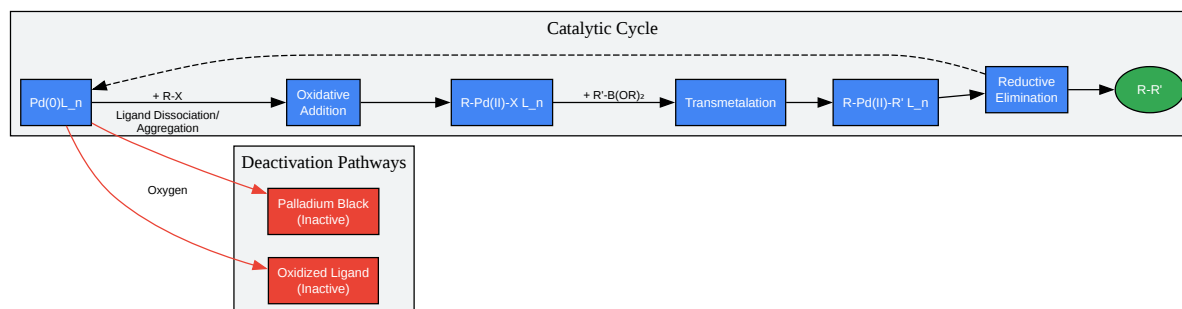 Catalytic Cycle
Pd(0)L_n
+ R-X
Ligand Dissociation/
Aggregation
Oxidative
Addition
R-Pd(II)-X L_n
+ R'-B(OR)₂
Transmetalation
R-Pd(II)-R' L_n
Reductive
Elimination
R-R'
Deactivation Pathways
Oxygen
Palladium Black
(Inactive)
Oxidized Ligand
(Inactive)